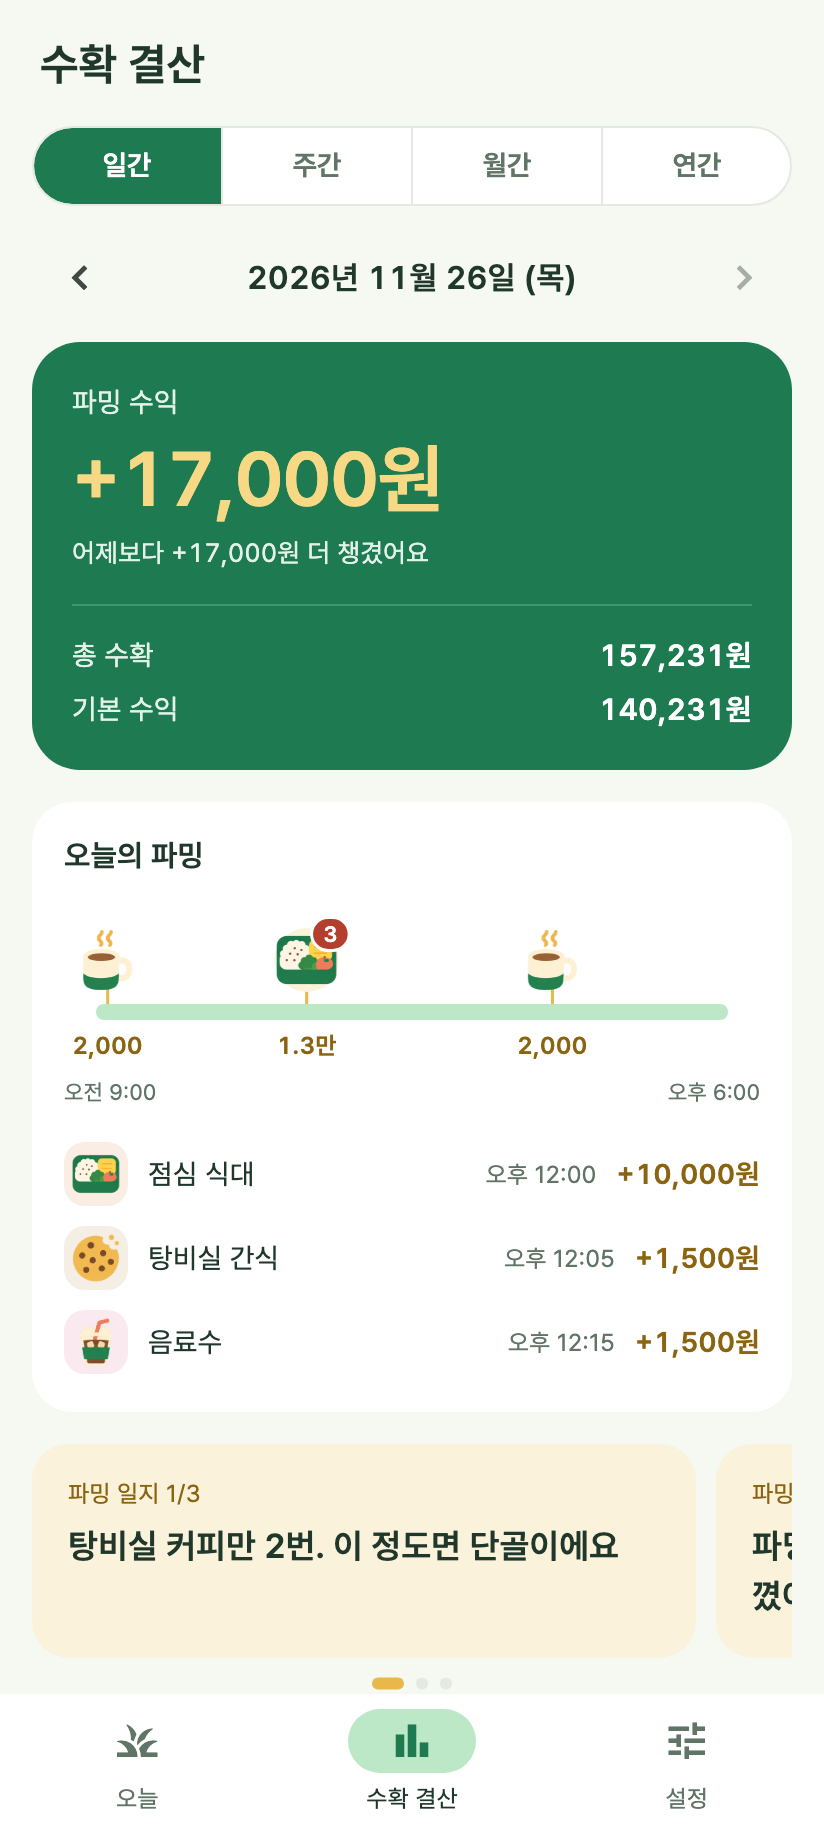 수확 결산
일간
주간
월간
연간
2026년 11월 26일 (목)
파밍 수익
+17,000원
어제보다 +17,000원 더 챙겼어요
총 수확
157,231원
기본 수익
140,231원
오늘의 파밍
3
2,000
1.3만
2,000
오전 9:00
오후 6:00
점심 식대
오후 12:00
+10,000원
탕비실 간식
오후 12:05
+1,500원
음료수
오후 12:15
+1,500원
파밍 일지 1/3
탕비실 커피만 2번. 이 정도면 단골이에요
파밍
오늘
수확 결산
설정